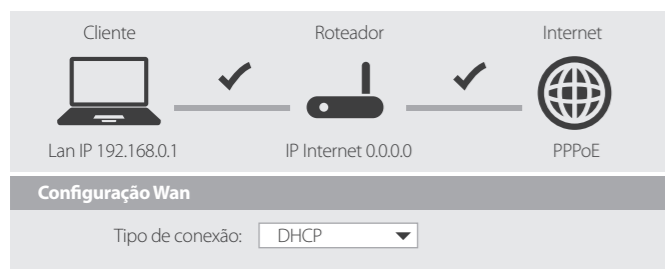 Cliente Roteador Internet
Lan IP 192.168.0.1 IP Internet 0.0.0.0 PPPoE
Configuração Wan
Tipo de conexão: DHCP